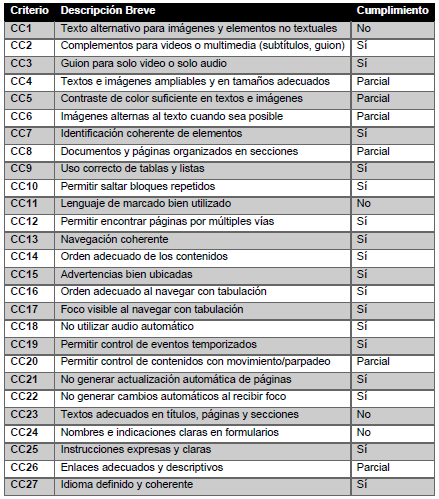 Criterio Descripción Breve Cumplimiento
CC1 Texto alternativo para imágenes y elementos no textuales No
CC2 Complementos para videos o multimedia (subtítulos, guion) Sí
CC3 Guion para solo video o solo audio Sí
CC4 Textos e imágenes ampliables y en tamaños adecuados Parcial
CC5 Contraste de color suficiente en textos e imágenes Parcial
CC6 Imágenes alternas al texto cuando sea posible Parcial
CC7 Identificación coherente de elementos Sí
CC8 Documentos y páginas organizados en secciones Parcial
CC9 Uso correcto de tablas y listas Sí
CC10 Permitir saltar bloques repetidos Sí
CC11 Lenguaje de marcado bien utilizado No
CC12 Permitir encontrar páginas por múltiples vías Sí
CC13 Navegación coherente Sí
CC14 Orden adecuado de los contenidos Sí
CC15 Advertencias bien ubicadas Sí
CC16 Orden adecuado al navegar con tabulación Sí
CC17 Foco visible al navegar con tabulación Sí
CC18 No utilizar audio automático Sí
CC19 Permitir control de eventos temporizados Sí
CC20 Permitir control de contenidos con movimiento/parpadeo Parcial
CC21 No generar actualización automática de páginas Sí
CC22 No generar cambios automáticos al recibir foco Sí
CC23 Textos adecuados en títulos, páginas y secciones No
CC24 Nombres e indicaciones claras en formularios No
CC25 Instrucciones expresas y claras Sí
CC26 Enlaces adecuados y descriptivos Parcial
CC27 Idioma definido y coherente Sí